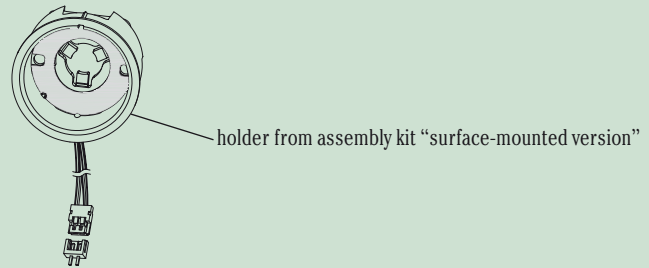 holder from assembly kit “surface-mounted version”